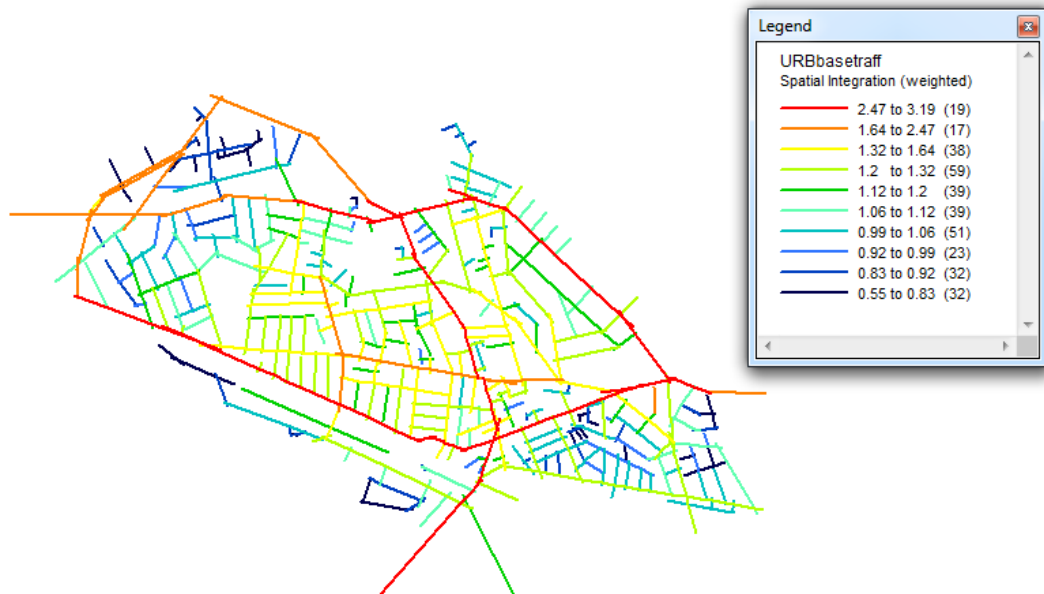 Legend
URBbasetraff
Spatial Integration (weighted)
2.47 to 3.19 (19)
1.64 to 2.47 (17)
1.32 to 1.64 (38)
1.2 to 1.32 (59)
1.12 to 1.2 (39)
1.06 to 1.12 (39)
0.99 to 1.06 (51)
0.92 to 0.99 (23)
0.83 to 0.92 (32)
0.55 to 0.83 (32)